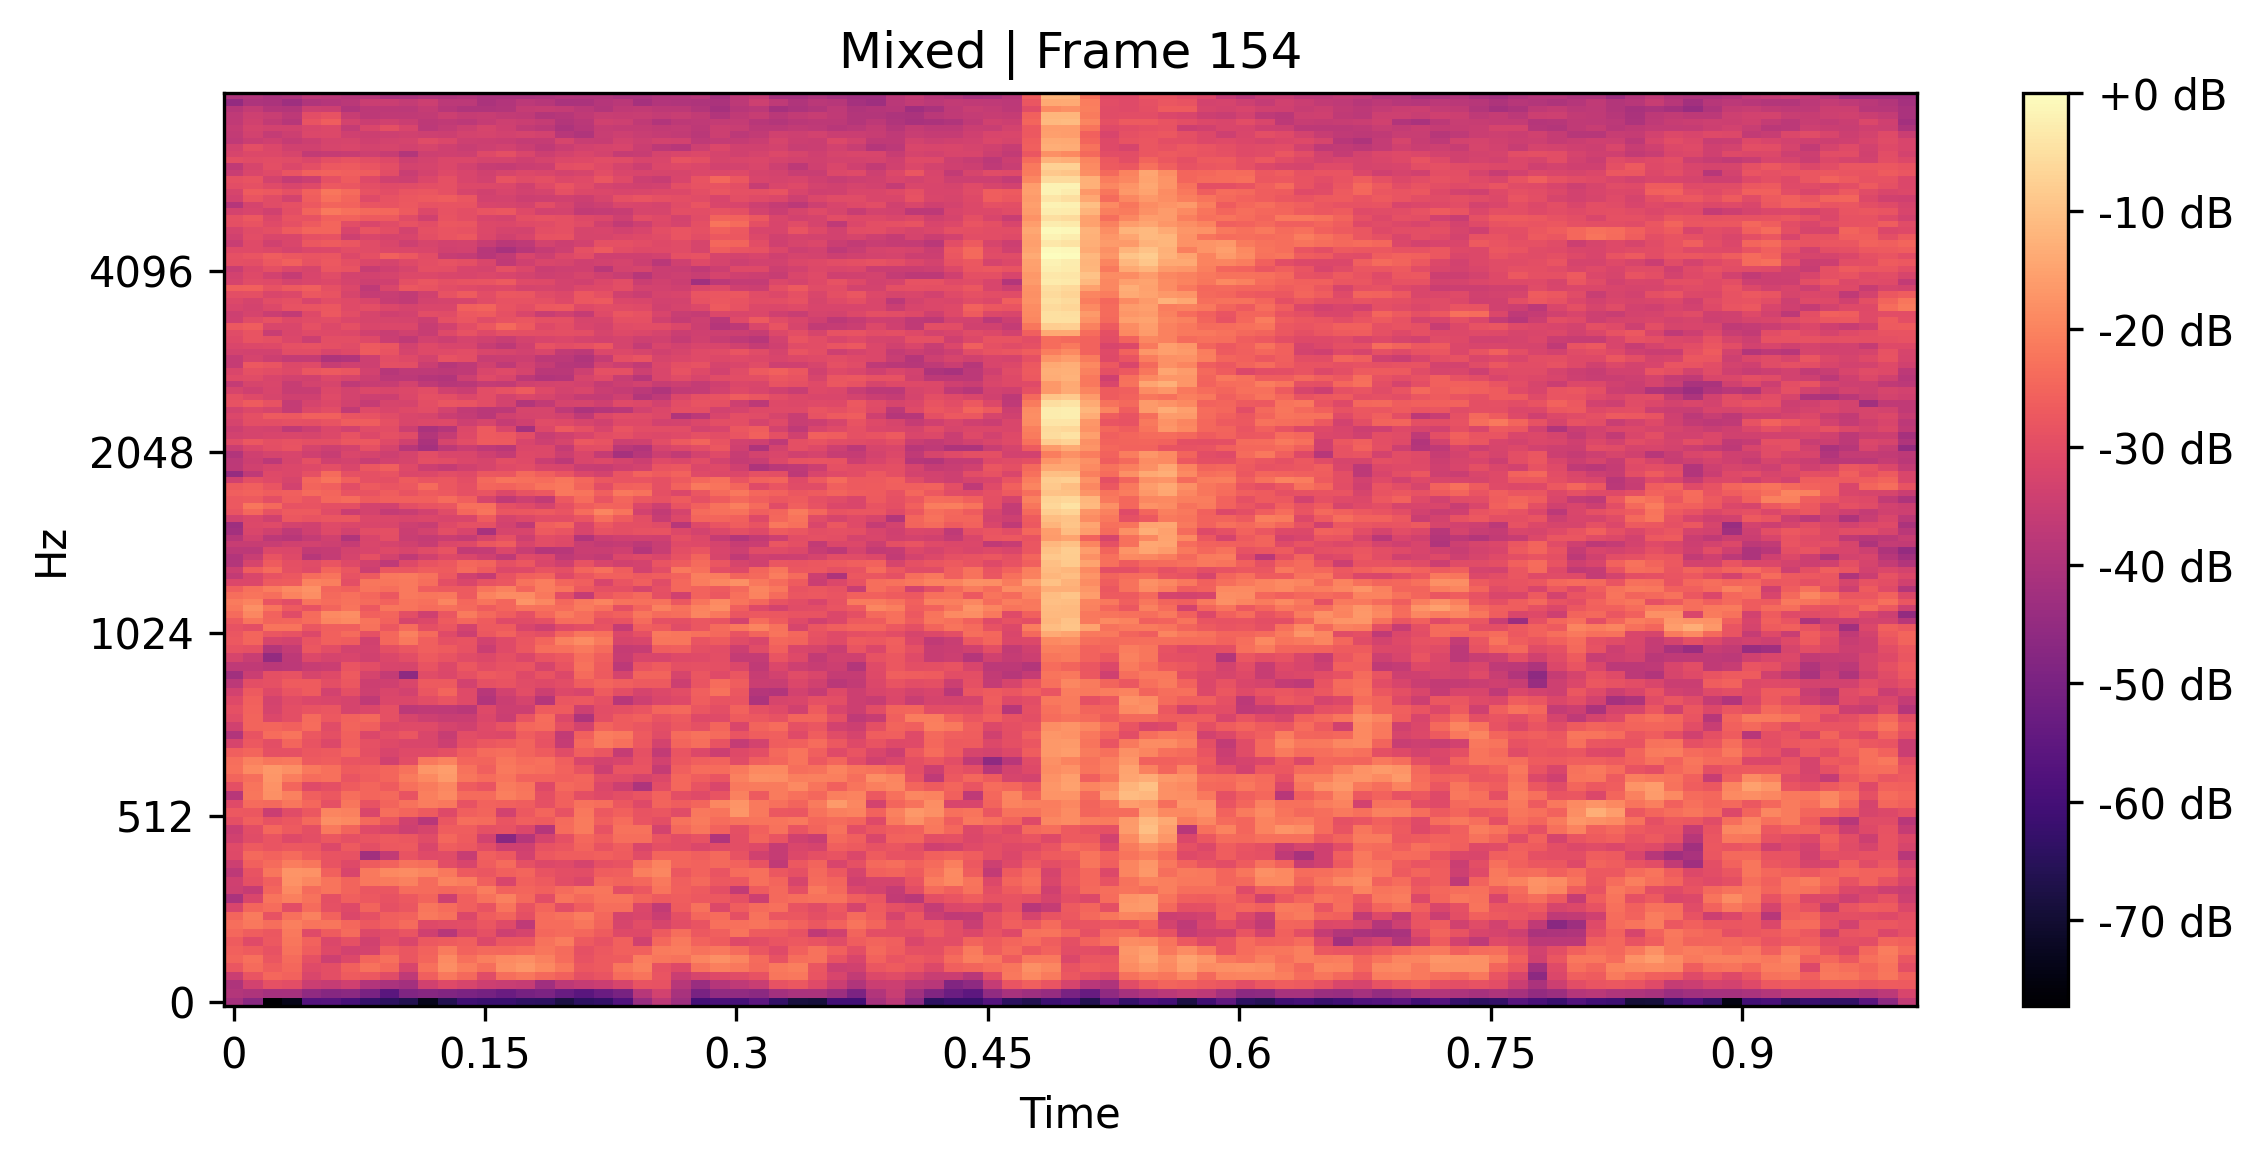 Mixed | Frame 154
+0 dB
-10 dB
-20 dB
-30 dB
-40 dB
-50 dB
-60 dB
-70 dB
4096
2048
1024
512
0
Hz
0 0.15 0.3 0.45 0.6 0.75 0.9
Time